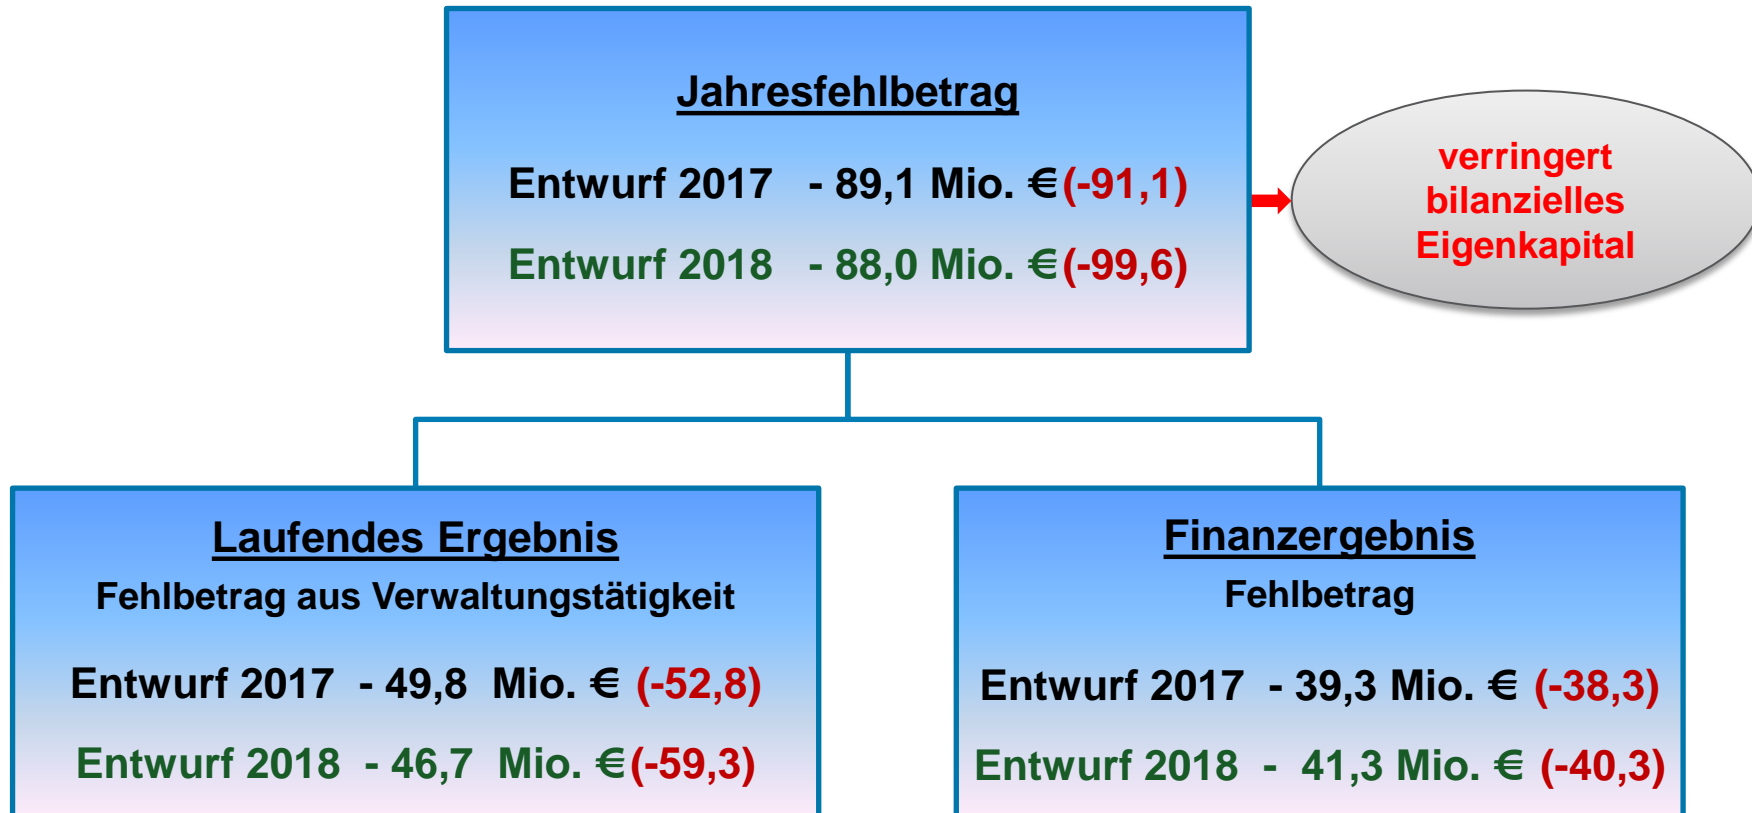 Jahresfehlbetrag
Entwurf 2017 - 89,1 Mio. € (-91,1)
Entwurf 2018 - 88,0 Mio. € (-99,6)
verringert
bilanzielles
Eigenkapital
Laufendes Ergebnis
Fehlbetrag aus Verwaltungstätigkeit
Entwurf 2017 - 49,8 Mio. € (-52,8)
Entwurf 2018 - 46,7 Mio. € (-59,3)
Finanzergebnis
Fehlbetrag
Entwurf 2017 - 39,3 Mio. € (-38,3)
Entwurf 2018 - 41,3 Mio. € (-40,3)